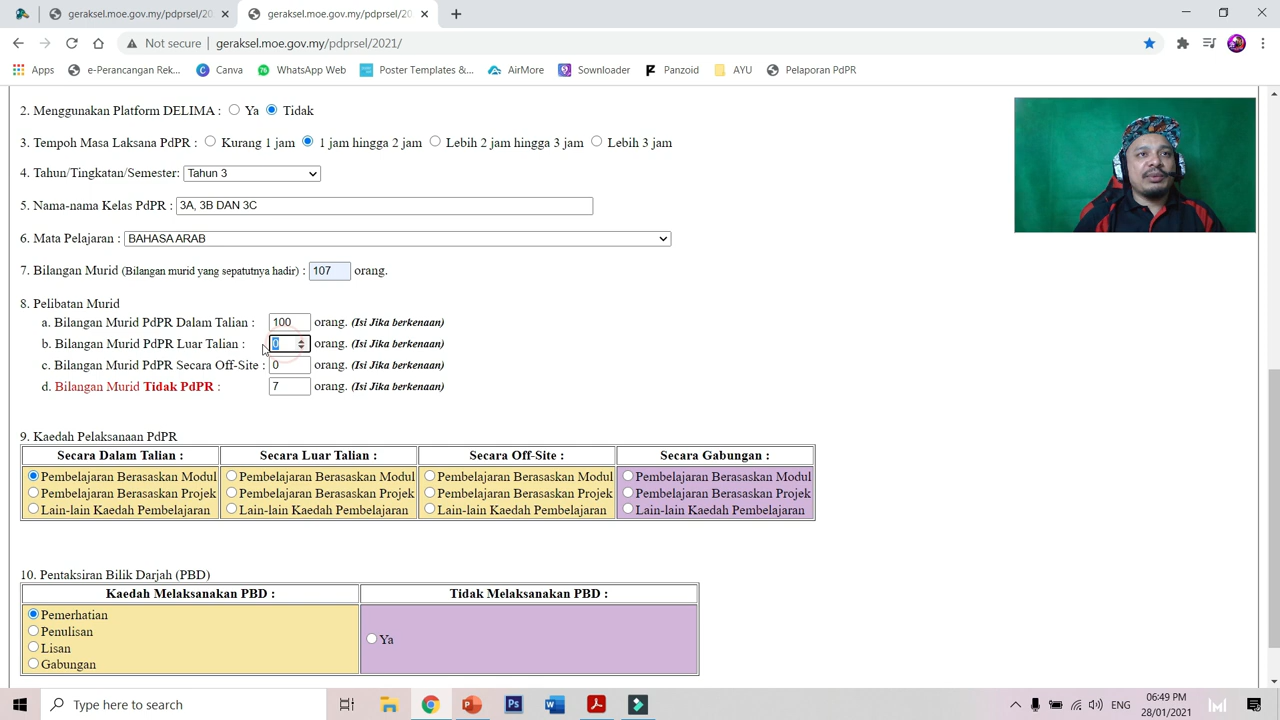 geraksel.moe.gov.my/pdprsel/20
geraksel.moe.gov.my/pdprsel/20
Not secure geraksel.moe.gov.my/pdprsel/2021/
Apps e-Perancangan Rek... Canva WhatsApp Web Poster Templates &... AirMore Sownloader Panzoid AYU Pelaporan PdPR
2. Menggunakan Platform DELIMA : Ya Tidak
3. Tempoh Masa Laksana PdPR : Kurang 1 jam 1 jam hingga 2 jam Lebih 2 jam hingga 3 jam Lebih 3 jam
4. Tahun/Tingkatan/Semester: Tahun 3
5. Nama-nama Kelas PdPR : 3A, 3B DAN 3C
6. Mata Pelajaran : BAHASA ARAB
7. Bilangan Murid (Bilangan murid yang sepatutnya hadir) : 107 orang.
8. Pelibatan Murid
a. Bilangan Murid PdPR Dalam Talian : 100 orang. (Isi Jika berkenaan)
b. Bilangan Murid PdPR Luar Talian : 0 orang. (Isi Jika berkenaan)
c. Bilangan Murid PdPR Secara Off-Site : 0 orang. (Isi Jika berkenaan)
d. Bilangan Murid Tidak PdPR : 7 orang. (Isi Jika berkenaan)
9. Kaedah Pelaksanaan PdPR
Secara Dalam Talian : Secara Luar Talian : Secara Off-Site : Secara Gabungan :
Pembelajaran Berasaskan Modul Pembelajaran Berasaskan Modul Pembelajaran Berasaskan Modul Pembelajaran Berasaskan Modul
Pembelajaran Berasaskan Projek Pembelajaran Berasaskan Projek Pembelajaran Berasaskan Projek Pembelajaran Berasaskan Projek
Lain-lain Kaedah Pembelajaran Lain-lain Kaedah Pembelajaran Lain-lain Kaedah Pembelajaran Lain-lain Kaedah Pembelajaran
10. Pentaksiran Bilik Darjah (PBD)
Kaedah Melaksanakan PBD : Tidak Melaksanakan PBD :
Pemerhatian
Penulisan
Ya
Lisan
Gabungan
Type here to search
ENG
06:49 PM
28/01/2021